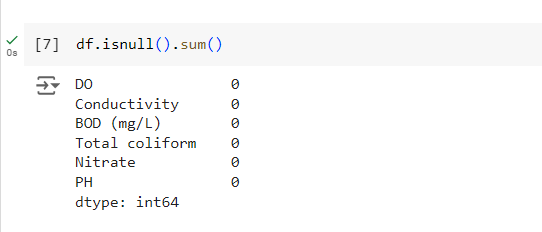 [7] df.isnull().sum()
0s
DO 0
Conductivity 0
BOD (mg/L) 0
Total coliform 0
Nitrate 0
PH 0
dtype: int64